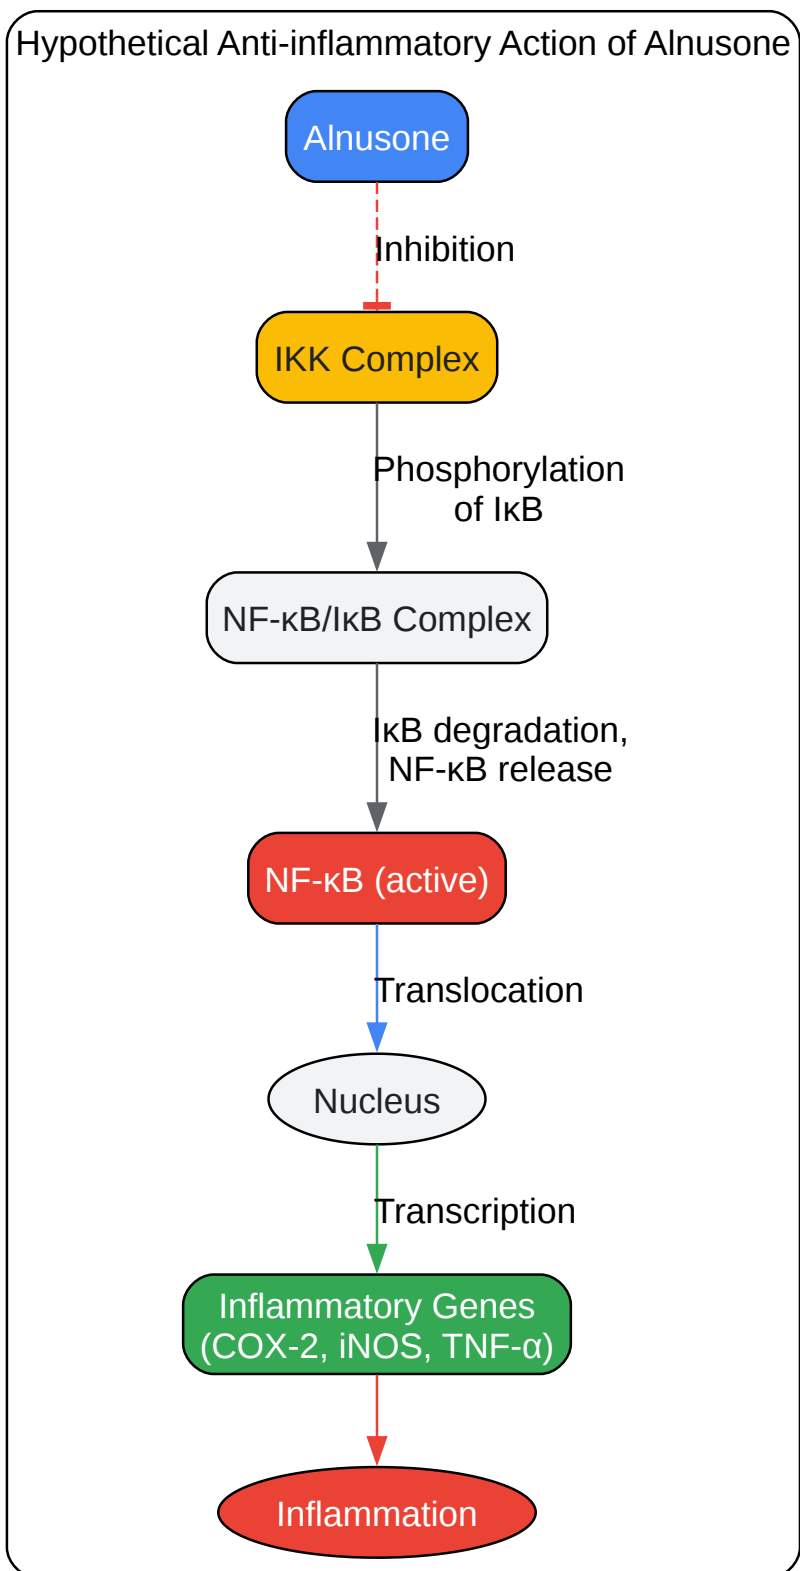 Hypothetical Anti-inflammatory Action of Alnusone
Alnusone
Inhibition
IKK Complex
Phosphorylation
of IκB
NF-κB/IκB Complex
IκB degradation,
NF-κB release
NF-κB (active)
Translocation
Nucleus
Transcription
Inflammatory Genes
(COX-2, iNOS, TNF-α)
Inflammation